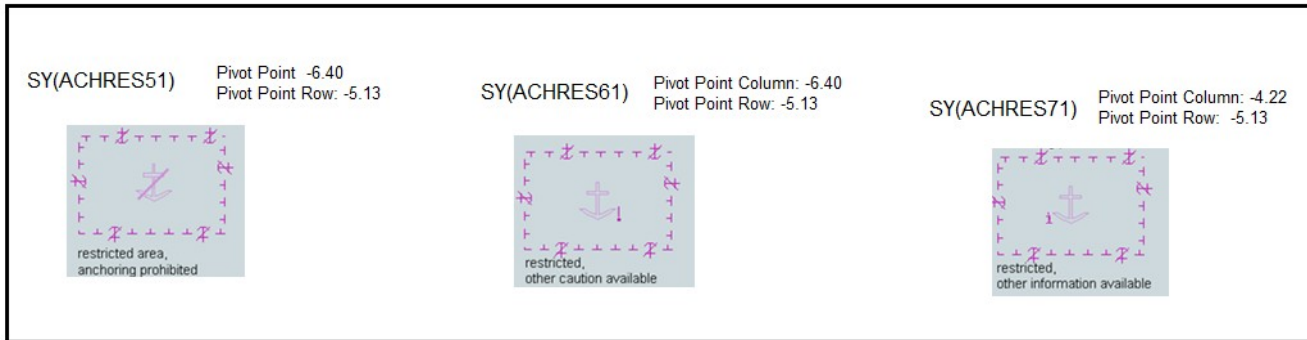 SY(ACHRES51)
Pivot Point -6.40
Pivot Point Row: -5.13
restricted area,
anchoring prohibited
SY(ACHRES61)
Pivot Point Column: -6.40
Pivot Point Row: -5.13
restricted,
other caution available
SY(ACHRES71)
Pivot Point Column: -4.22
Pivot Point Row: -5.13
restricted,
other information available